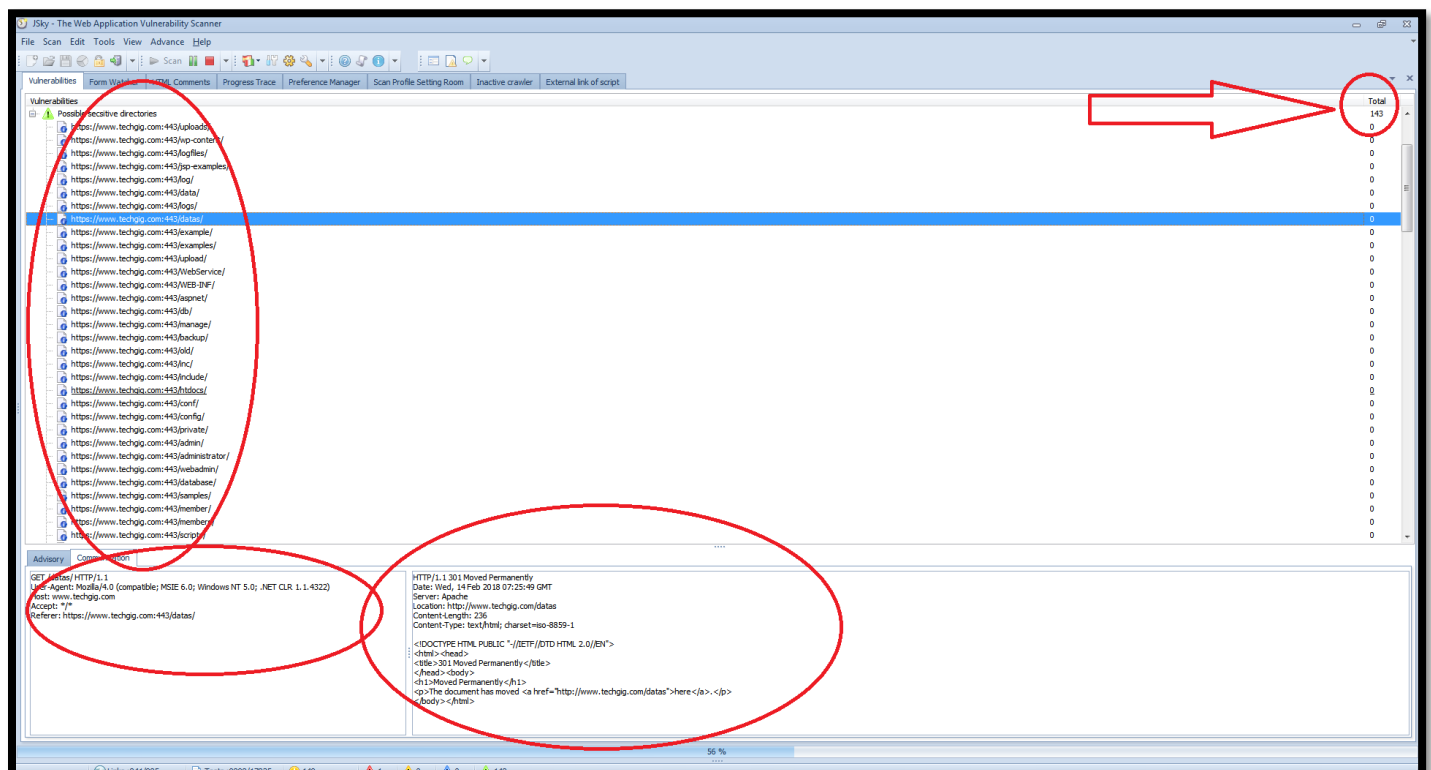 JSky - The Web Application Vulnerability Scanner
File Scan Edit Tools View Advance Help
Scan
Vulnerabilities Form HTML Comments Progress Trace Preference Manager Scan Profile Setting Room Inactive crawler External link of script
Vulnerabilities Total
Possible secsitive directories 143
https://www.techgig.com:443/uploads/ 0
https://www.techgig.com:443/wp-content/ 0
https://www.techgig.com:443/logfiles/ 0
https://www.techgig.com:443/jsp-examples/ 0
https://www.techgig.com:443/log/ 0
https://www.techgig.com:443/data/ 0
https://www.techgig.com:443/logs/ 0
https://www.techgig.com:443/datas/ 0
https://www.techgig.com:443/example/ 0
https://www.techgig.com:443/examples/ 0
https://www.techgig.com:443/upload/ 0
https://www.techgig.com:443/WebService/ 0
https://www.techgig.com:443/WEB-INF/ 0
https://www.techgig.com:443/aspnet/ 0
https://www.techgig.com:443/db/ 0
https://www.techgig.com:443/manage/ 0
https://www.techgig.com:443/backup/ 0
https://www.techgig.com:443/old/ 0
https://www.techgig.com:443/inc/ 0
https://www.techgig.com:443/include/ 0
https://www.techgig.com:443/htdocs/ 0
https://www.techgig.com:443/conf/ 0
https://www.techgig.com:443/config/ 0
https://www.techgig.com:443/private/ 0
https://www.techgig.com:443/admin/ 0
https://www.techgig.com:443/administrator/ 0
https://www.techgig.com:443/webadmin/ 0
https://www.techgig.com:443/database/ 0
https://www.techgig.com:443/samples/ 0
https://www.techgig.com:443/member/ 0
https://www.techgig.com:443/members/ 0
https://www.techgig.com:443/scripts/ 0
Advisory Communication
GET /datas/ HTTP/1.1
User-Agent: Mozilla/4.0 (compatible; MSIE 6.0; Windows NT 5.0; .NET CLR 1.1.4322)
Host: www.techgig.com
Accept: */*
Referer: https://www.techgig.com:443/datas/
HTTP/1.1 301 Moved Permanently
Date: Wed, 14 Feb 2018 07:25:49 GMT
Server: Apache
Location: http://www.techgig.com/datas
Content-Length: 236
Content-Type: text/html; charset=iso-8859-1
<!DOCTYPE HTML PUBLIC "-//IETF//DTD HTML 2.0//EN">
<html><head>
<title>301 Moved Permanently</title>
</head><body>
<h1>Moved Permanently</h1>
<p>The document has moved <a href="http://www.techgig.com/datas">here</a>.</p>
</body></html>
56 %